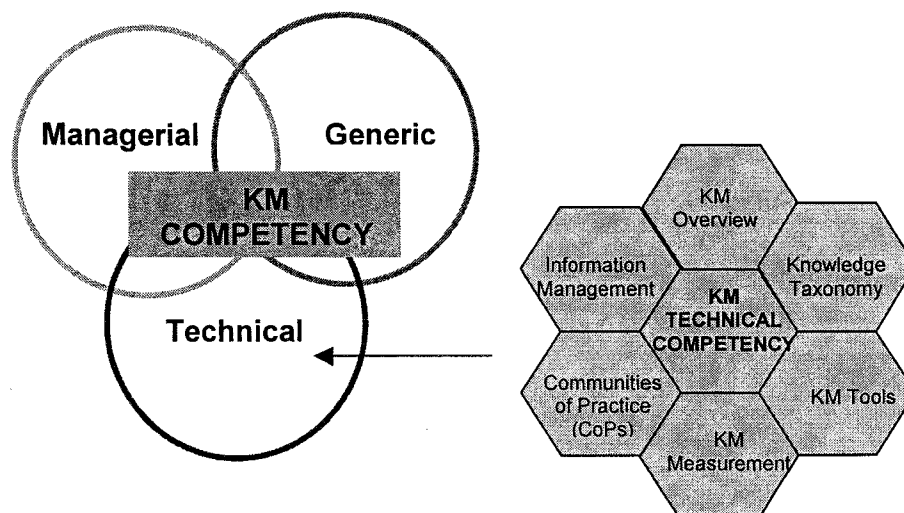 Managerial
Generic
KM
COMPETENCY
Technical
KM
Overview
Information
Management
Knowledge
Taxonomy
KM
TECHNICAL
COMPETENCY
Communities
of Practice
(CoPs)
KM Tools
KM
Measurement